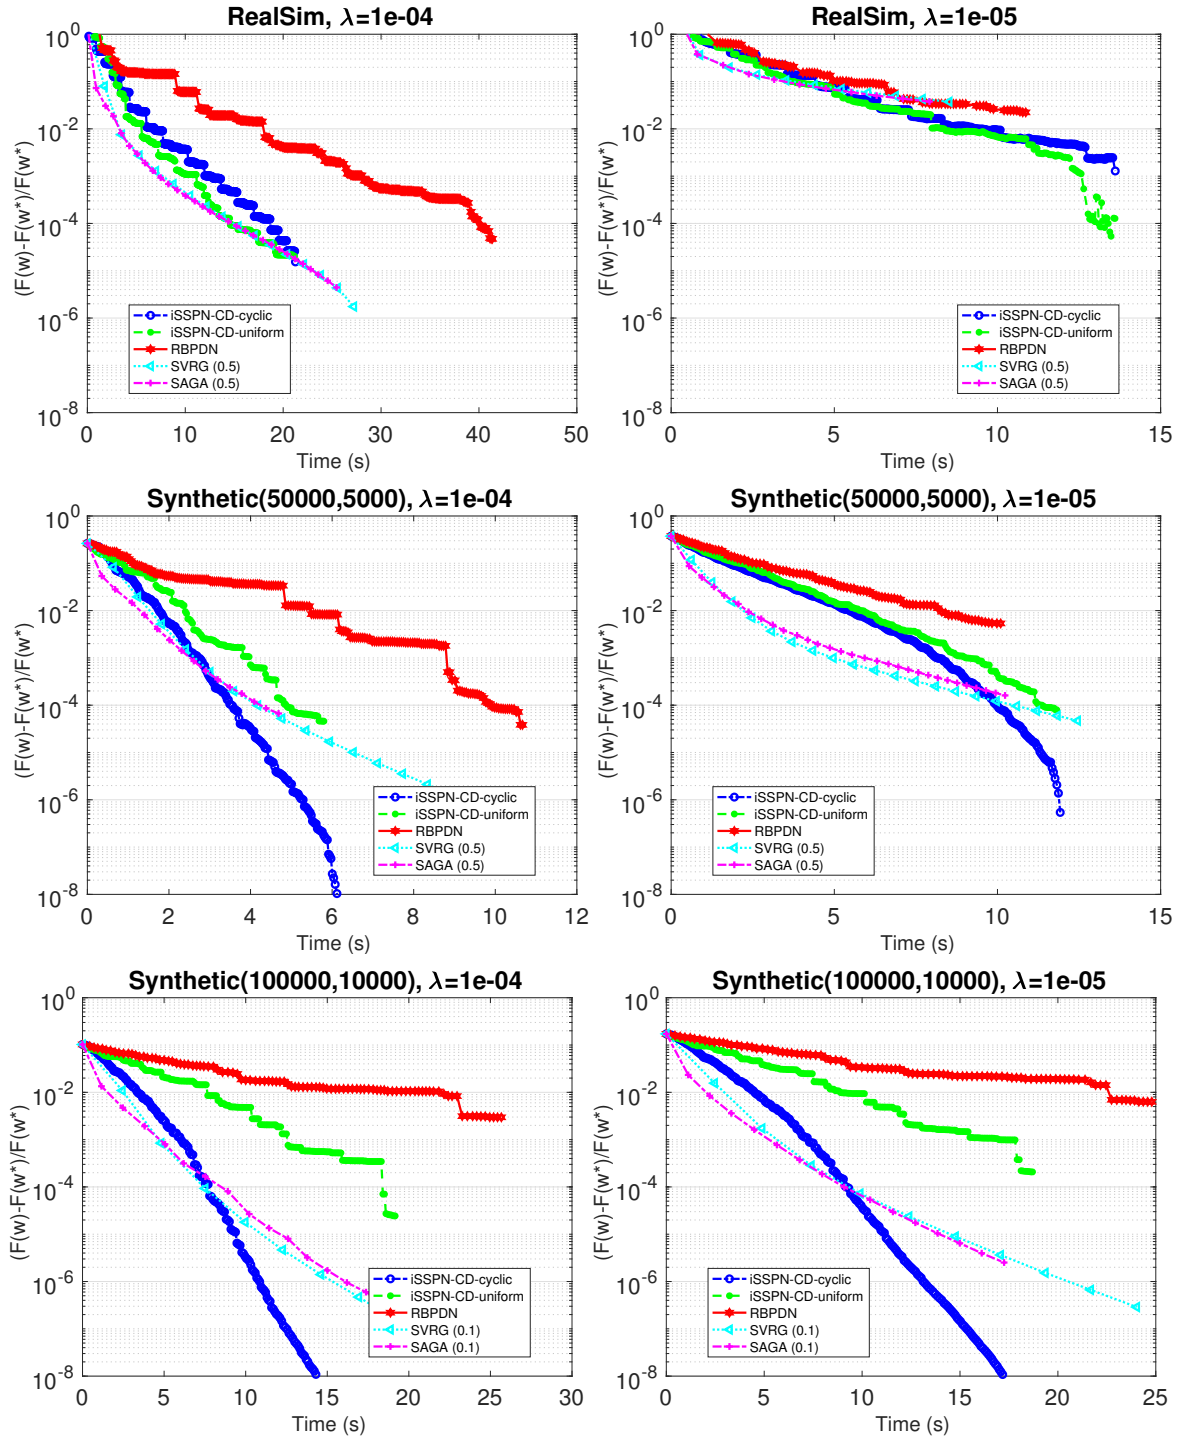 RealSim, λ=1e-04
(F(w)-F(w*)/F(w*)
10^0
10^-2
10^-4
10^-6
10^-8
iSSPN-CD-cyclic
iSSPN-CD-uniform
RBPDN
SVRG (0.5)
SAGA (0.5)
0 10 20 30 40 50
Time (s)
RealSim, λ=1e-05
(F(w)-F(w*)/F(w*)
10^0
10^-2
10^-4
10^-6
10^-8
iSSPN-CD-cyclic
iSSPN-CD-uniform
RBPDN
SVRG (0.5)
SAGA (0.5)
0 5 10 15
Time (s)
Synthetic(50000,5000), λ=1e-04
(F(w)-F(w*)/F(w*)
10^0
10^-2
10^-4
10^-6
10^-8
iSSPN-CD-cyclic
iSSPN-CD-uniform
RBPDN
SVRG (0.5)
SAGA (0.5)
0 2 4 6 8 10 12
Time (s)
Synthetic(50000,5000), λ=1e-05
(F(w)-F(w*)/F(w*)
10^0
10^-2
10^-4
10^-6
10^-8
iSSPN-CD-cyclic
iSSPN-CD-uniform
RBPDN
SVRG (0.5)
SAGA (0.5)
0 5 10 15
Time (s)
Synthetic(100000,10000), λ=1e-04
(F(w)-F(w*)/F(w*)
10^0
10^-2
10^-4
10^-6
10^-8
iSSPN-CD-cyclic
iSSPN-CD-uniform
RBPDN
SVRG (0.1)
SAGA (0.1)
0 5 10 15 20 25 30
Time (s)
Synthetic(100000,10000), λ=1e-05
(F(w)-F(w*)/F(w*)
10^0
10^-2
10^-4
10^-6
10^-8
iSSPN-CD-cyclic
iSSPN-CD-uniform
RBPDN
SVRG (0.1)
SAGA (0.1)
0 5 10 15 20 25
Time (s)